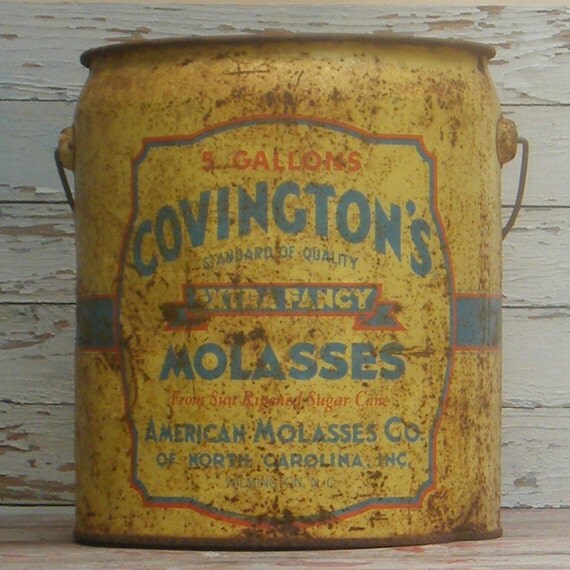 5 GALLONS
COVINGTON'S
STANDARD OF QUALITY
EXTRA FANCY
MOLASSES
From Sun Ripened Sugar Cane
AMERICAN MOLASSES CO.
OF NORTH CAROLINA, INC.
WILMINGTON, N. C.